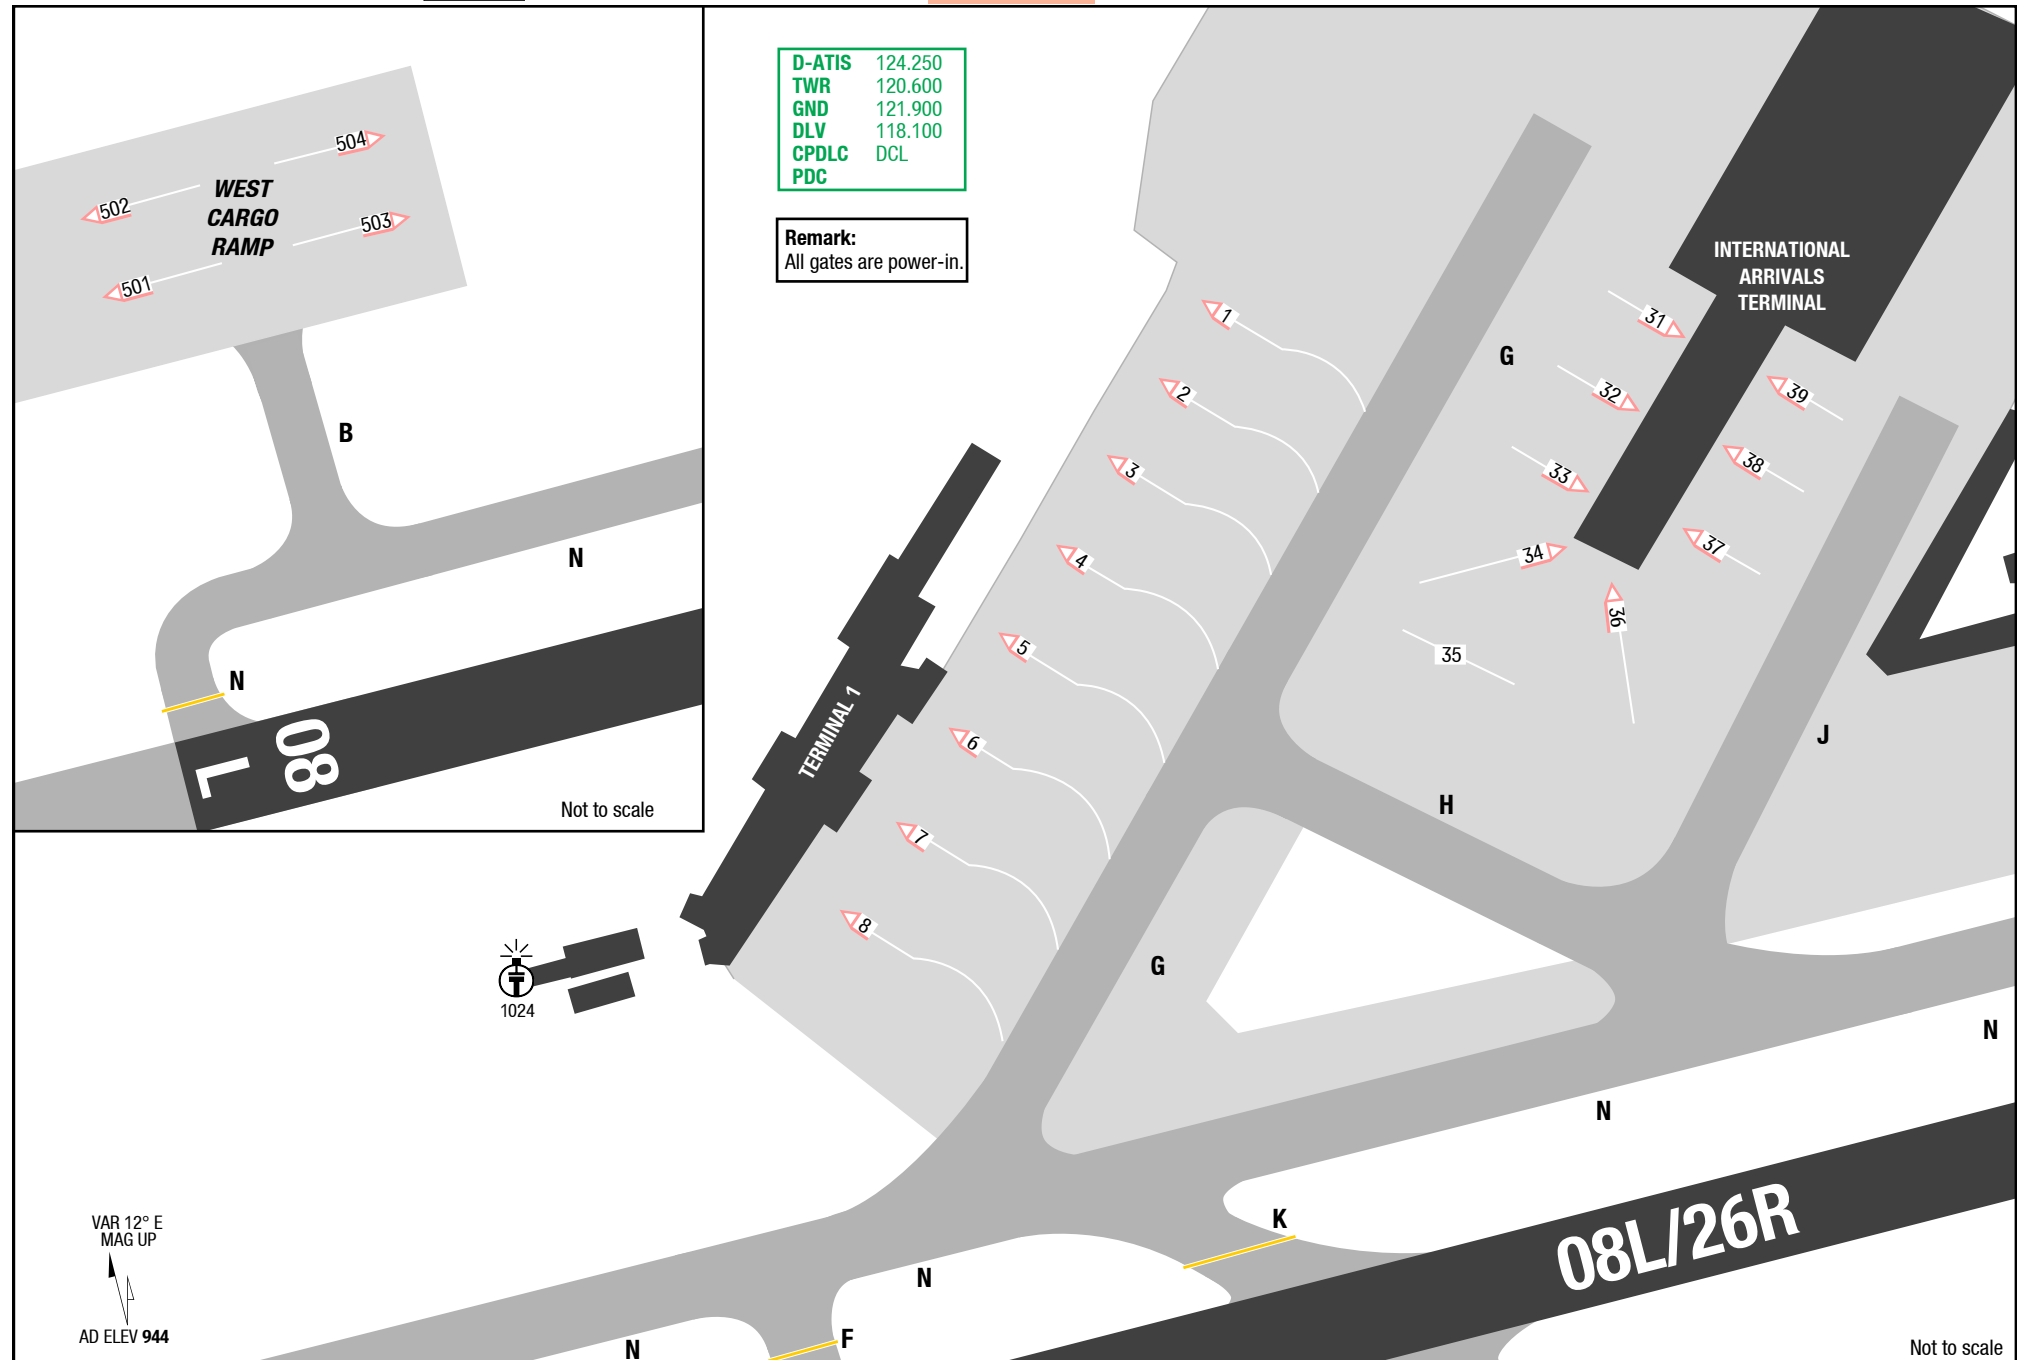 504
502
WEST
CARGO
RAMP
503
501
B
N
N
08
L
Not to scale
D-ATIS 124.250
TWR 120.600
GND 121.900
DLV 118.100
CPDLC DCL
PDC
Remark:
All gates are power-in.
INTERNATIONAL
ARRIVALS
TERMINAL
1
2
3
4
5
6
7
8
31
32
33
34
35
36
37
38
39
G
J
H
G
TERMINAL 1
1024
N
N
K
08L/26R
N
F
N
VAR 12° E
MAG UP
AD ELEV 944
Not to scale